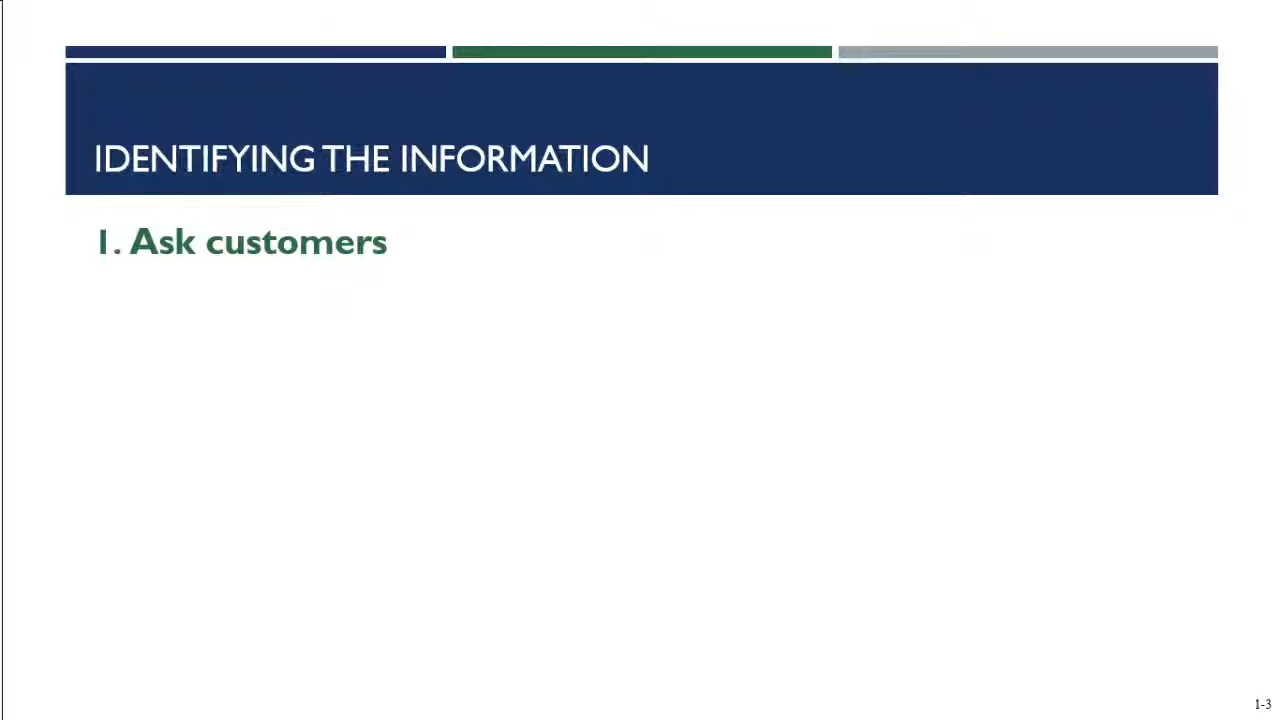 IDENTIFYING THE INFORMATION
1. Ask customers
1-3